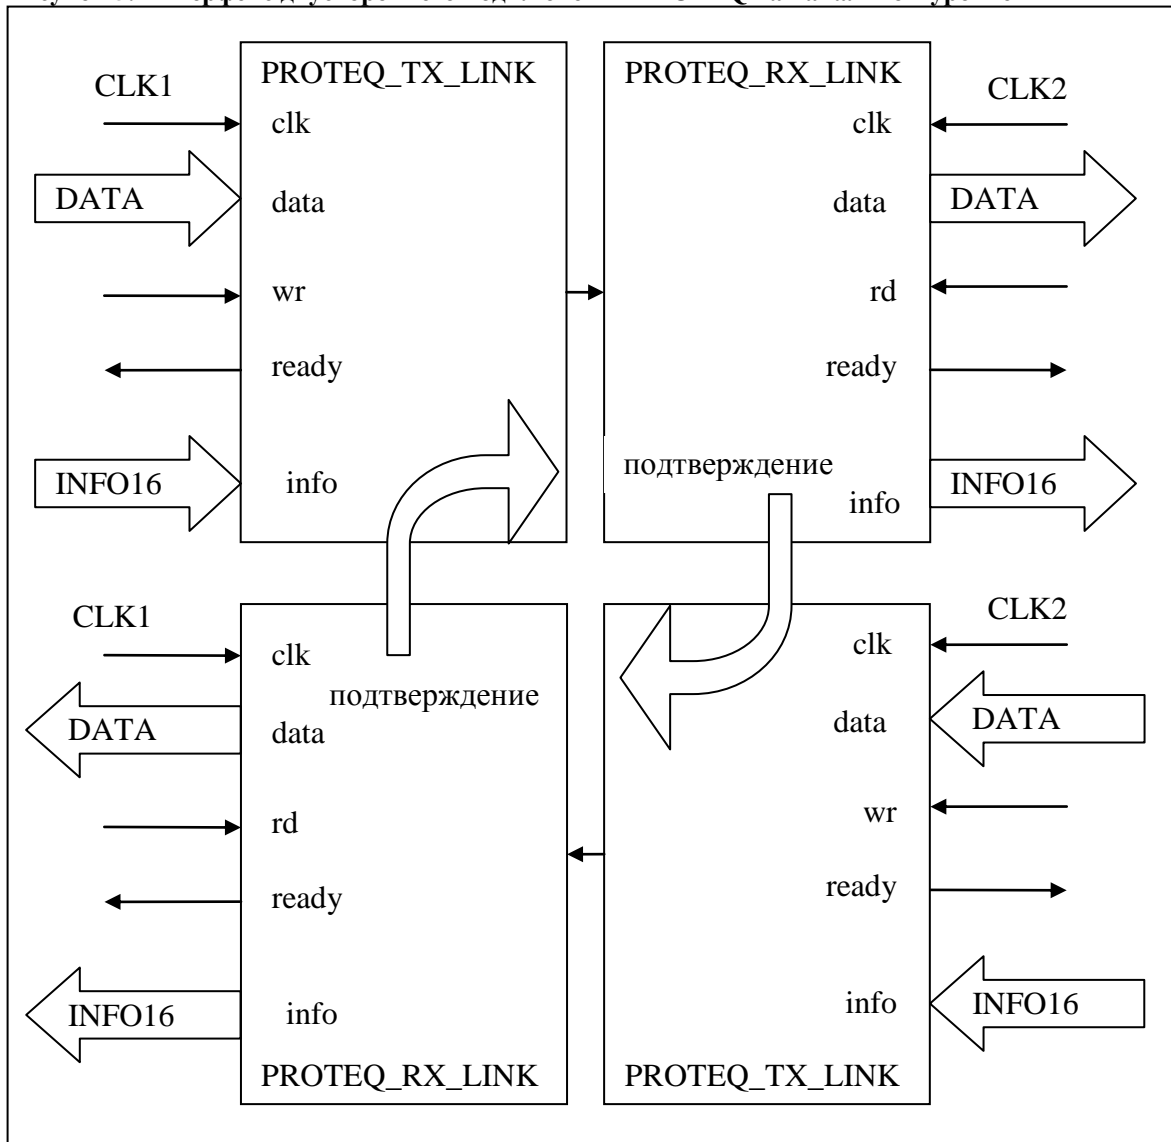 PROTEQ_TX_LINK
CLK1
clk
DATA
data
wr
ready
INFO16
info
PROTEQ_RX_LINK
CLK2
clk
data
DATA
rd
ready
подтверждение
info
INFO16
CLK1
clk
подтверждение
DATA
data
rd
ready
INFO16
info
PROTEQ_RX_LINK
CLK2
clk
data
DATA
wr
ready
info
INFO16
PROTEQ_TX_LINK